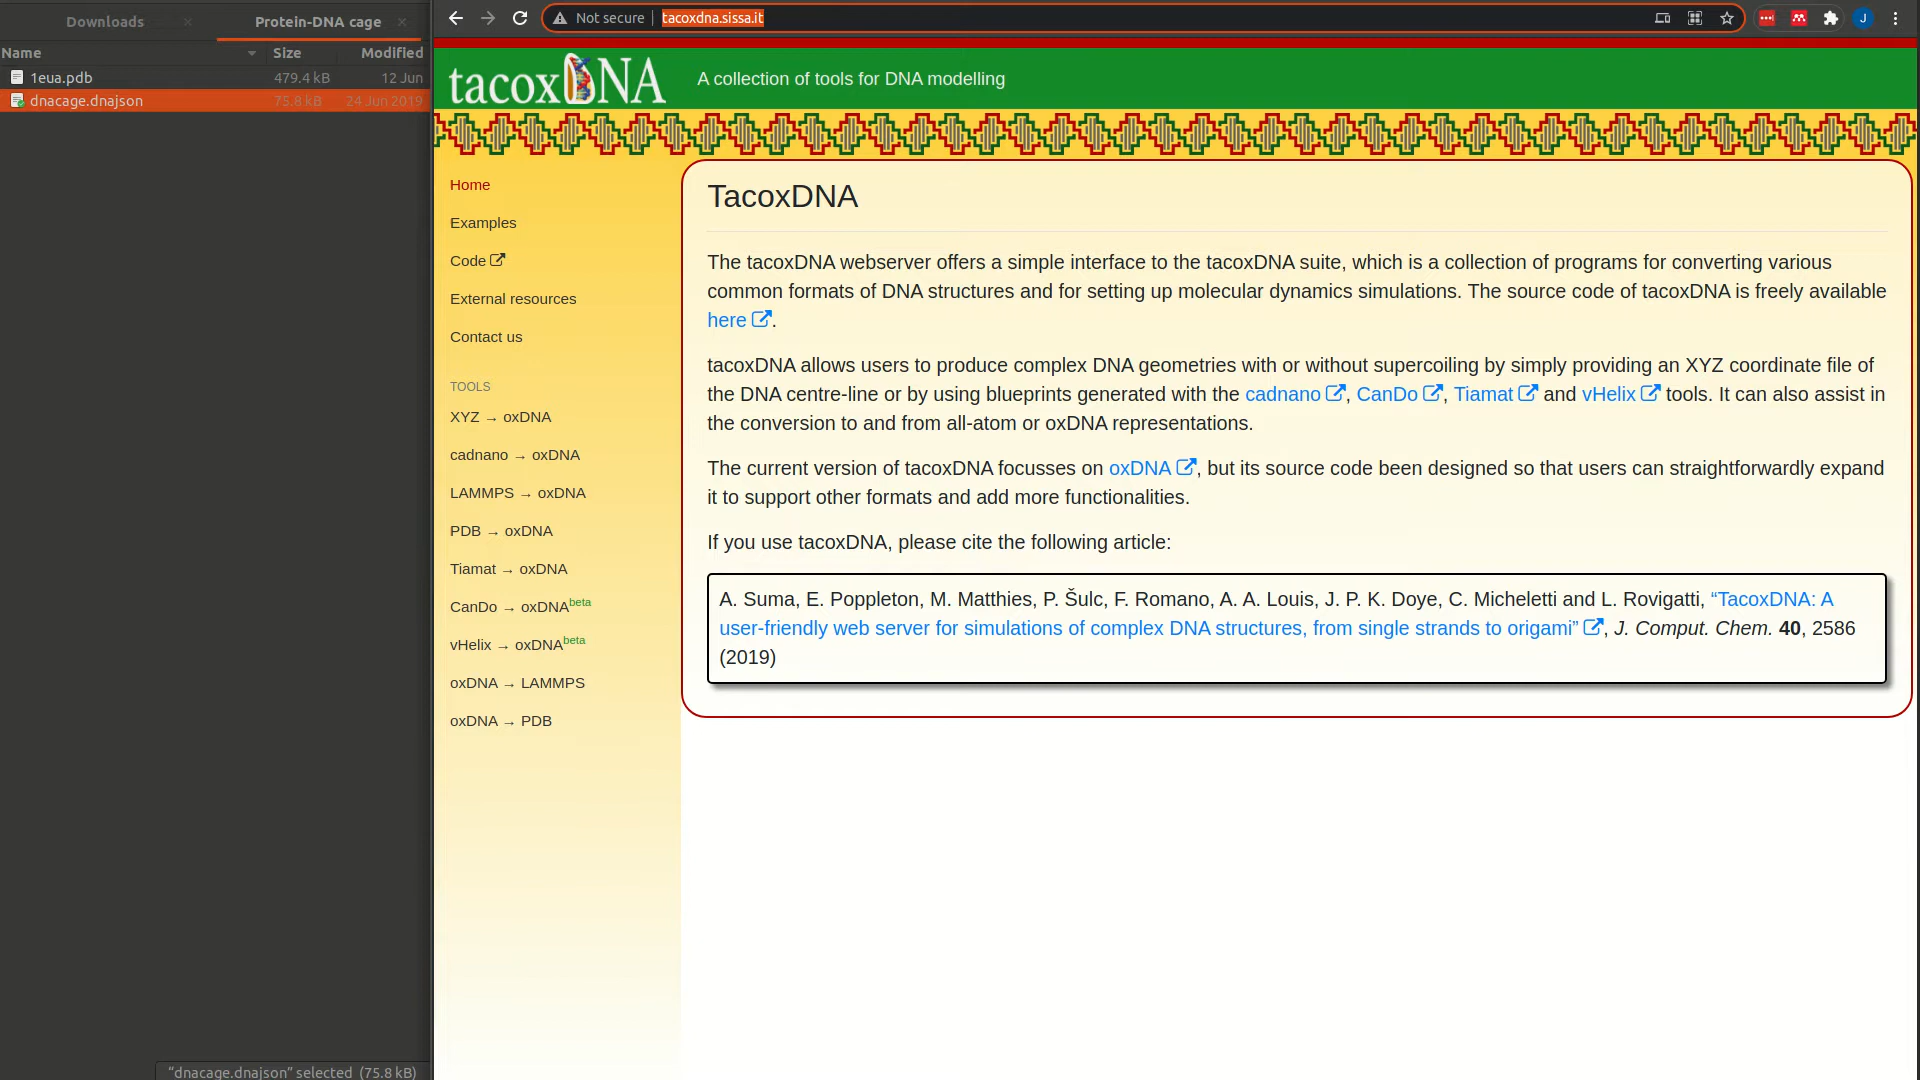 Downloads
Protein-DNA cage
Name Size Modified
1eua.pdb 479.4 kB 12 Jun
dnacage.dnajson 75.8 kB 24 Jun 2019
"dnacage.dnajson" selected (75.8 kB)
Not secure | tacoxdna.sissa.it
J
tacoxDNA
A collection of tools for DNA modelling
Home
Examples
Code
External resources
Contact us
TOOLS
XYZ → oxDNA
cadnano → oxDNA
LAMMPS → oxDNA
PDB → oxDNA
Tiamat → oxDNA
CanDo → oxDNA beta
vHelix → oxDNA beta
oxDNA → LAMMPS
oxDNA → PDB
TacoxDNA
The tacoxDNA webserver offers a simple interface to the tacoxDNA suite, which is a collection of programs for converting various
common formats of DNA structures and for setting up molecular dynamics simulations. The source code of tacoxDNA is freely available
here.
tacoxDNA allows users to produce complex DNA geometries with or without supercoiling by simply providing an XYZ coordinate file of
the DNA centre-line or by using blueprints generated with the cadnano, CanDo, Tiamat and vHelix tools. It can also assist in
the conversion to and from all-atom or oxDNA representations.
The current version of tacoxDNA focusses on oxDNA, but its source code been designed so that users can straightforwardly expand
it to support other formats and add more functionalities.
If you use tacoxDNA, please cite the following article:
A. Suma, E. Poppleton, M. Matthies, P. Šulc, F. Romano, A. A. Louis, J. P. K. Doye, C. Micheletti and L. Rovigatti, “TacoxDNA: A
user-friendly web server for simulations of complex DNA structures, from single strands to origami”, J. Comput. Chem. 40, 2586
(2019)